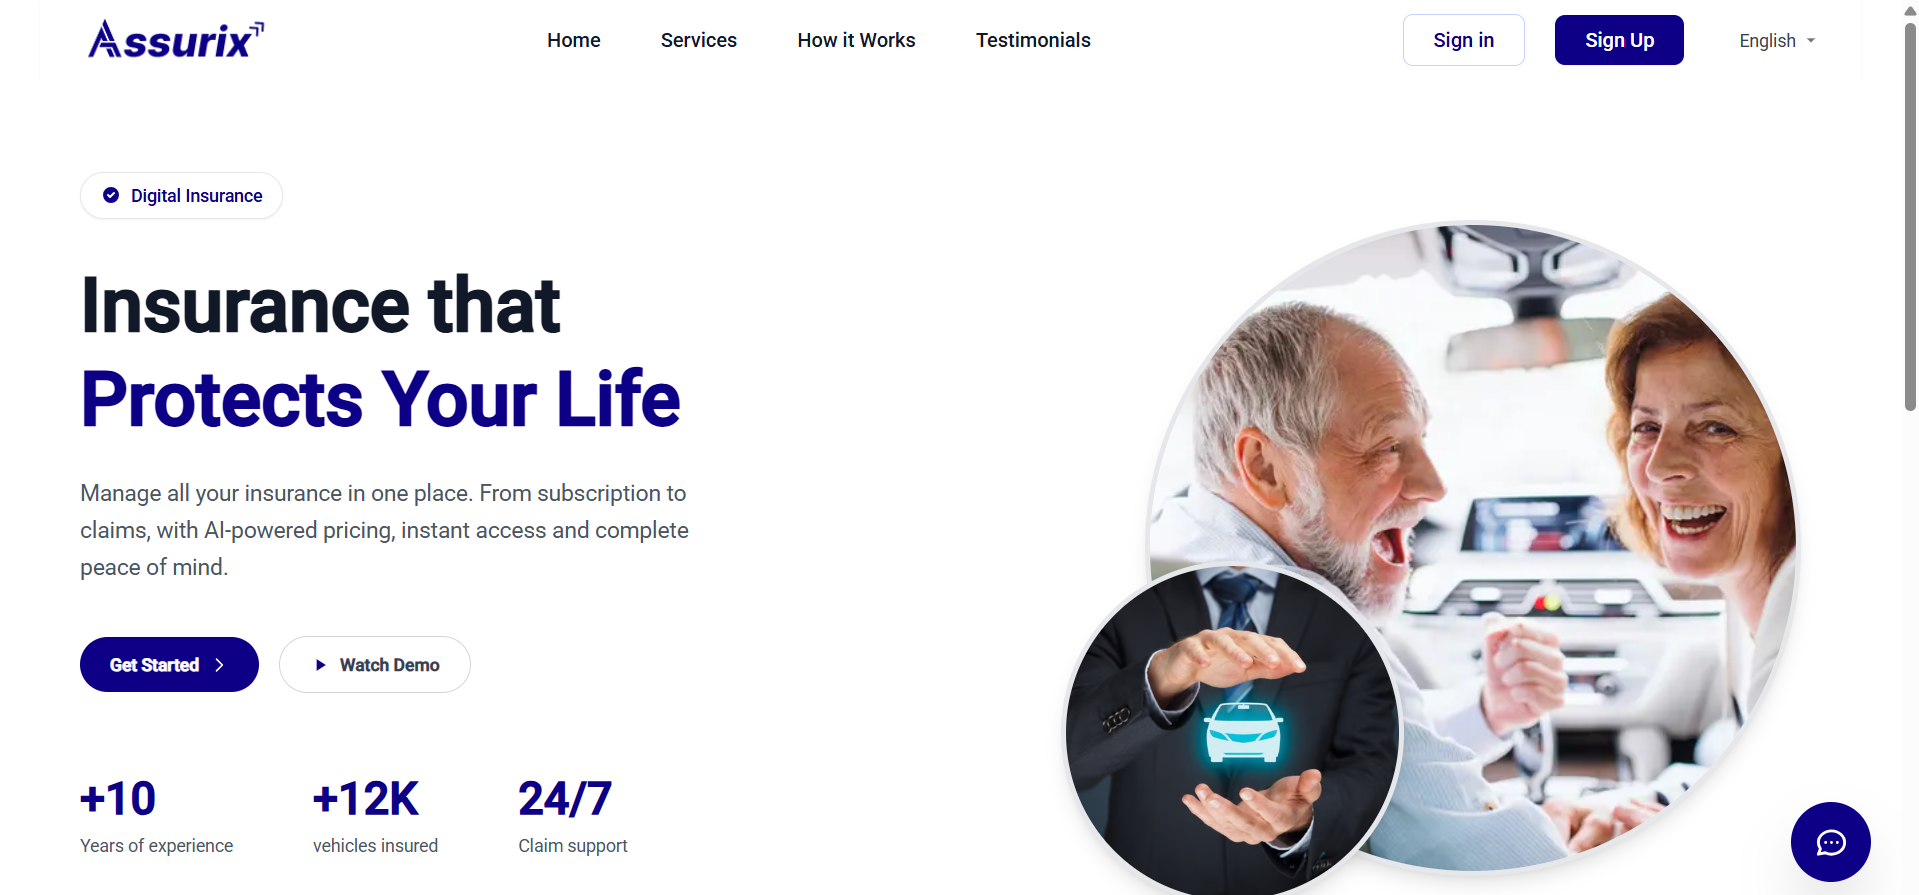 Assurix
Home
Services
How it Works
Testimonials
Sign in
Sign Up
English
Digital Insurance
Insurance that
Protects Your Life
Manage all your insurance in one place. From subscription to
claims, with AI-powered pricing, instant access and complete
peace of mind.
Get Started
Watch Demo
+10
Years of experience
+12K
vehicles insured
24/7
Claim support